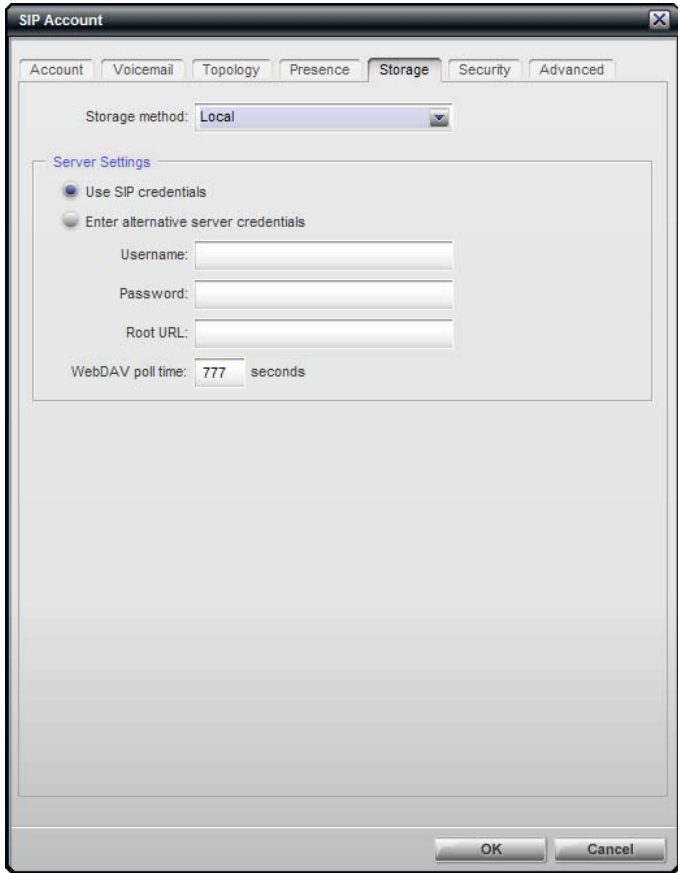 SIP Account
Account Voicemail Topology Presence Storage Security Advanced
Storage method: Local
Server Settings
Use SIP credentials
Enter alternative server credentials
Username:
Password:
Root URL:
WebDAV poll time: 777 seconds
OK Cancel